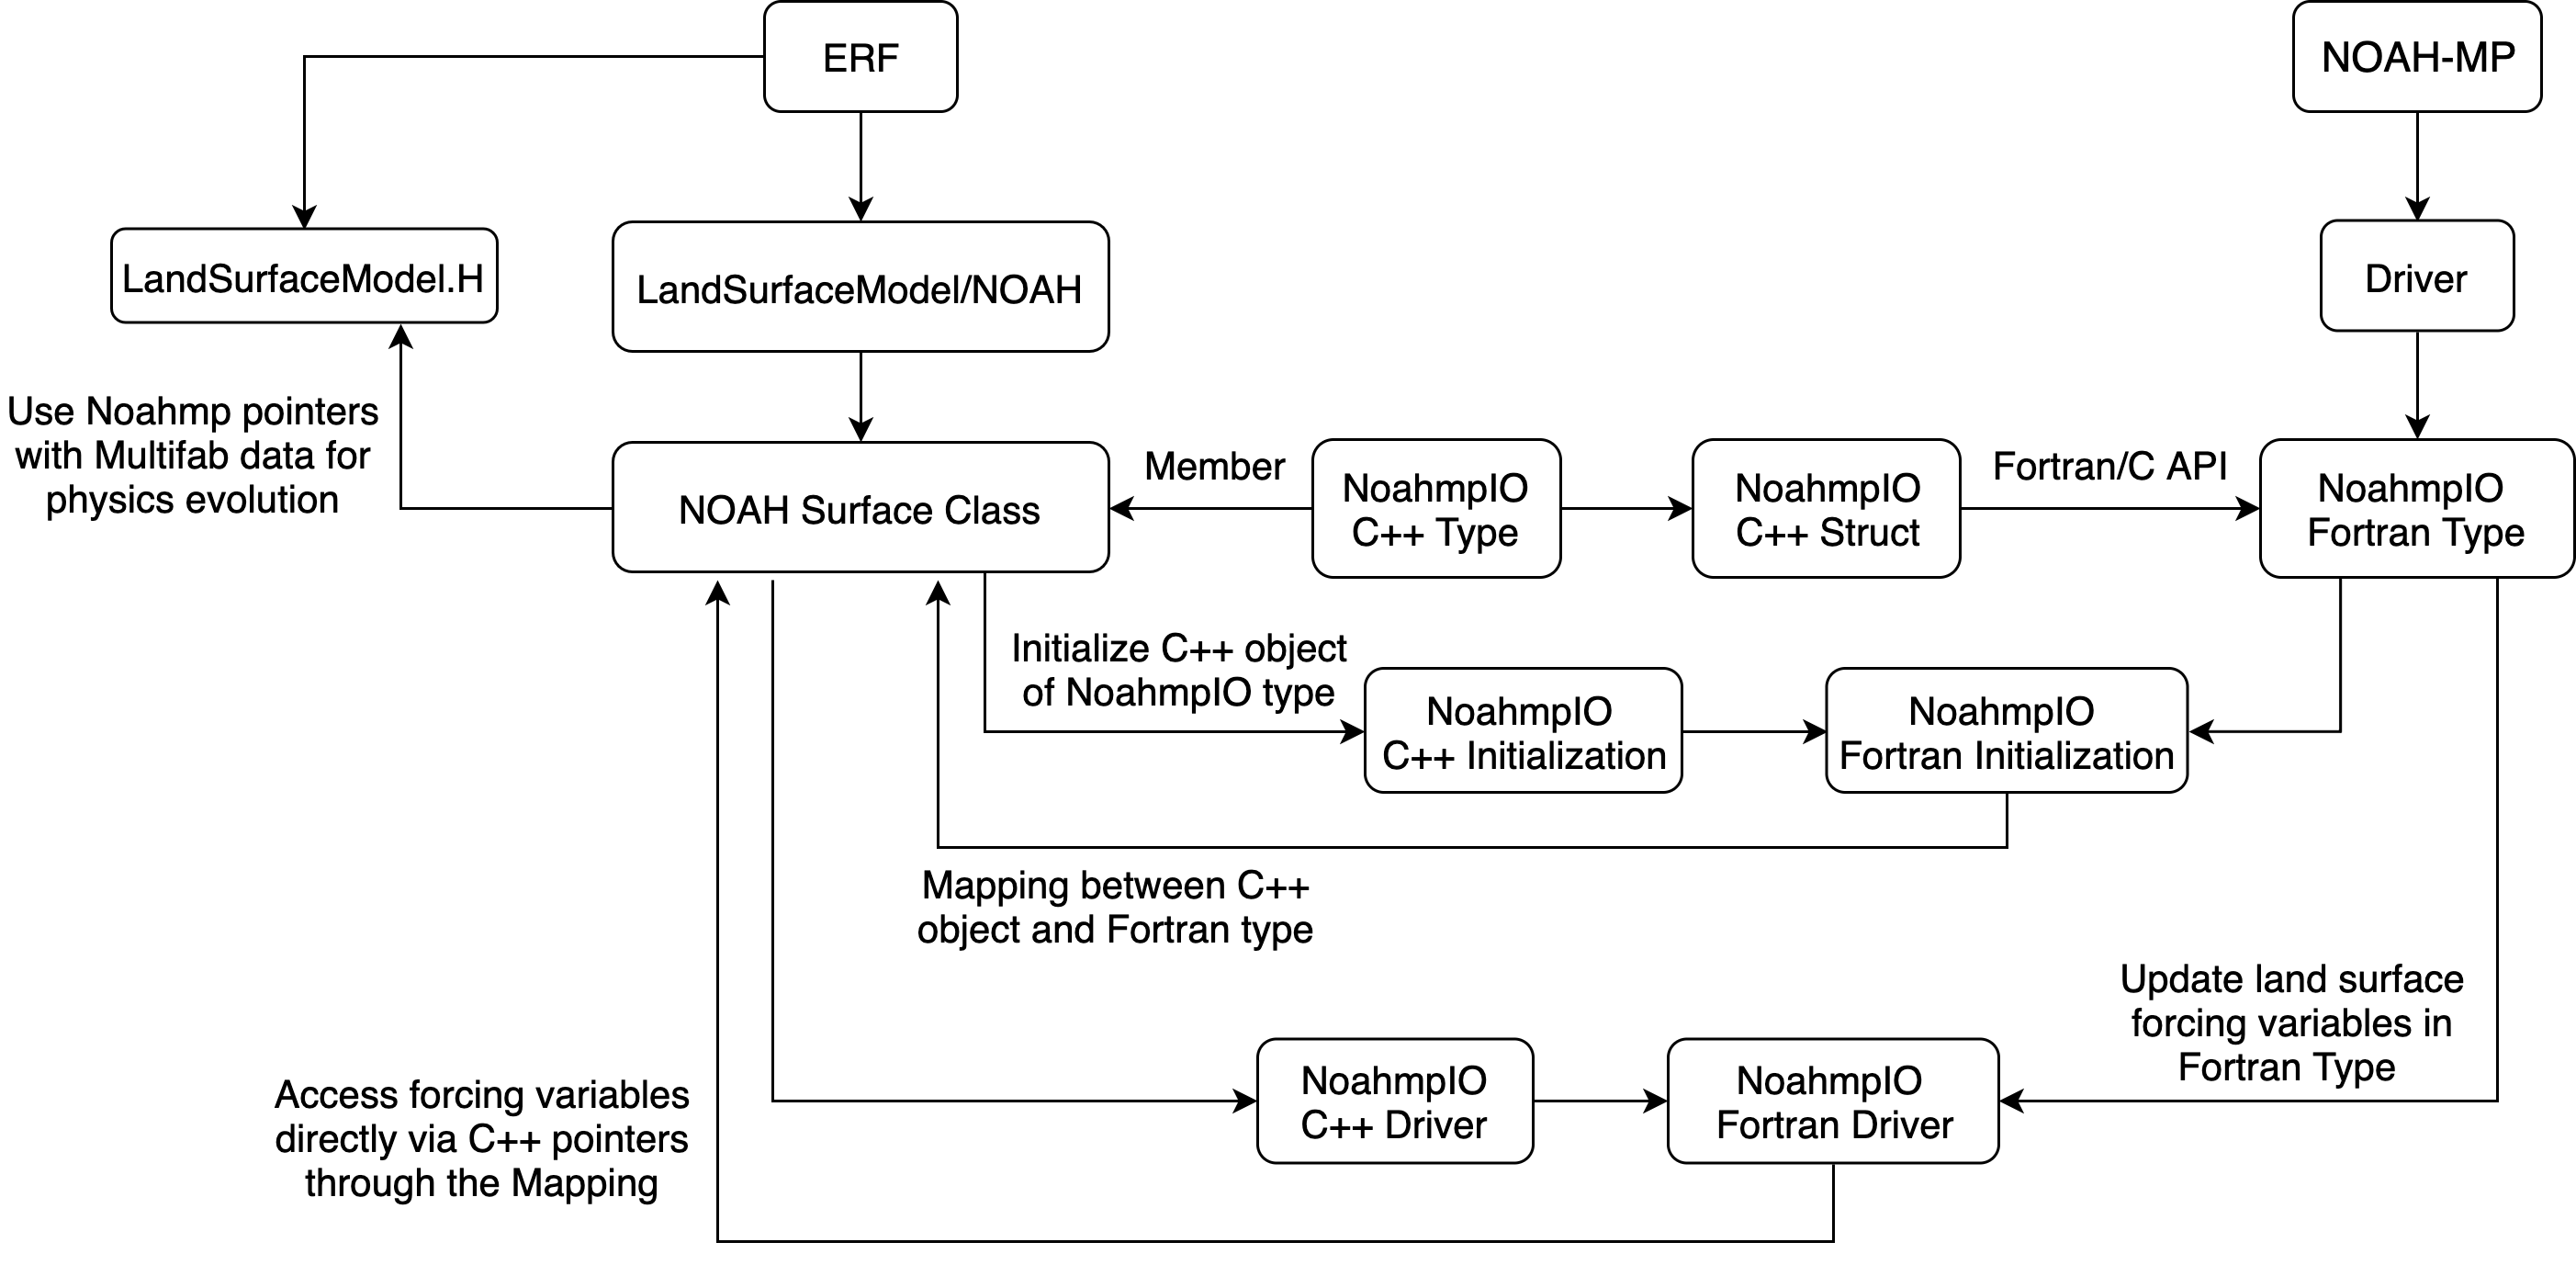 ERF
NOAH-MP
LandSurfaceModel.H
LandSurfaceModel/NOAH
Driver
Use Noahmp pointers
with Multifab data for
physics evolution
NOAH Surface Class
Member
NoahmpIO
C++ Type
NoahmpIO
C++ Struct
Fortran/C API
NoahmpIO
Fortran Type
Initialize C++ object
of NoahmpIO type
NoahmpIO
C++ Initialization
NoahmpIO
Fortran Initialization
Mapping between C++
object and Fortran type
Update land surface
forcing variables in
Fortran Type
Access forcing variables
directly via C++ pointers
through the Mapping
NoahmpIO
C++ Driver
NoahmpIO
Fortran Driver